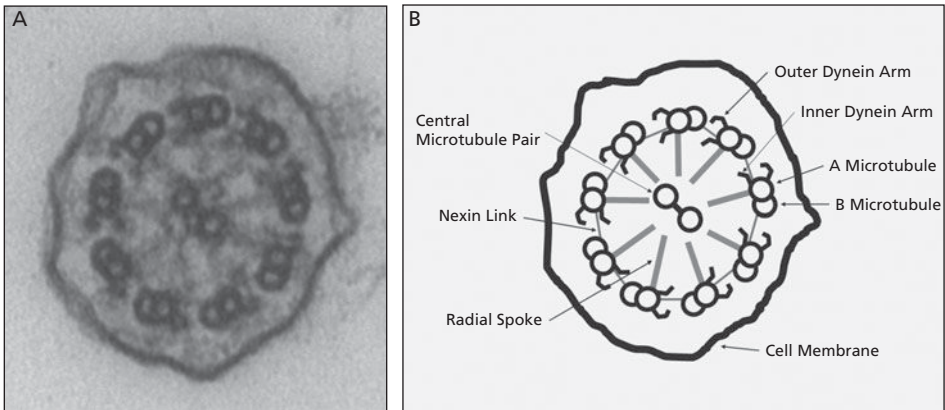 A
B
Outer Dynein Arm
Inner Dynein Arm
Central
Microtubule Pair
A Microtubule
B Microtubule
Nexin Link
Radial Spoke
Cell Membrane